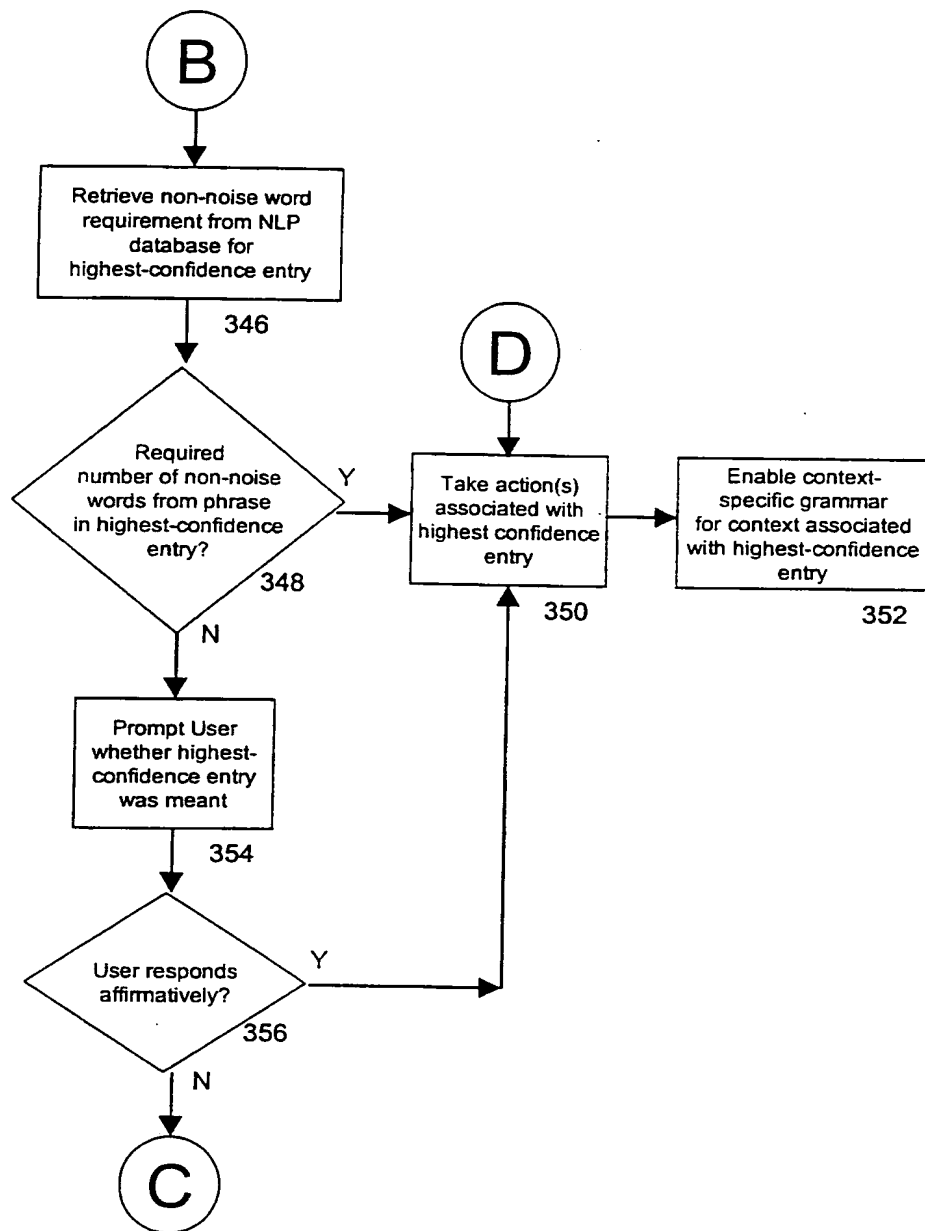 B
Retrieve non-noise word
requirement from NLP
database for
highest-confidence entry
346
Required
number of non-noise
words from phrase
in highest-confidence
entry?
348
Y
N
D
Take action(s)
associated with
highest confidence
entry
350
Enable context-
specific grammar
for context associated
with highest-confidence
entry
352
Prompt User
whether highest-
confidence entry
was meant
354
User responds
affirmatively?
356
Y
N
C